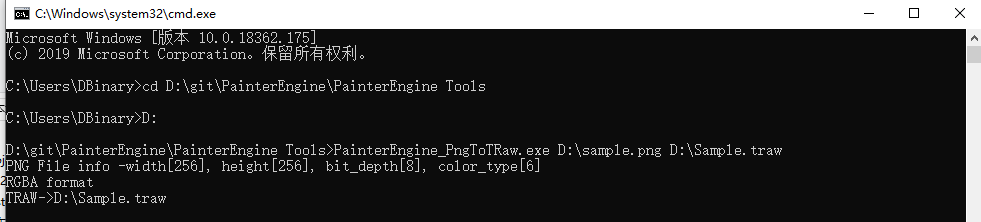 C:\Windows\system32\cmd.exe
Microsoft Windows [版本 10.0.18362.175]
(c) 2019 Microsoft Corporation。保留所有权利。
C:\Users\DBinary>cd D:\git\PainterEngine\PainterEngine Tools
C:\Users\DBinary>D:
D:\git\PainterEngine\PainterEngine Tools>PainterEngine_PngToTRaw.exe D:\sample.png D:\Sample.traw
PNG File info -width[256], height[256], bit_depth[8], color_type[6]
RGBA format
TRAW->D:\Sample.traw